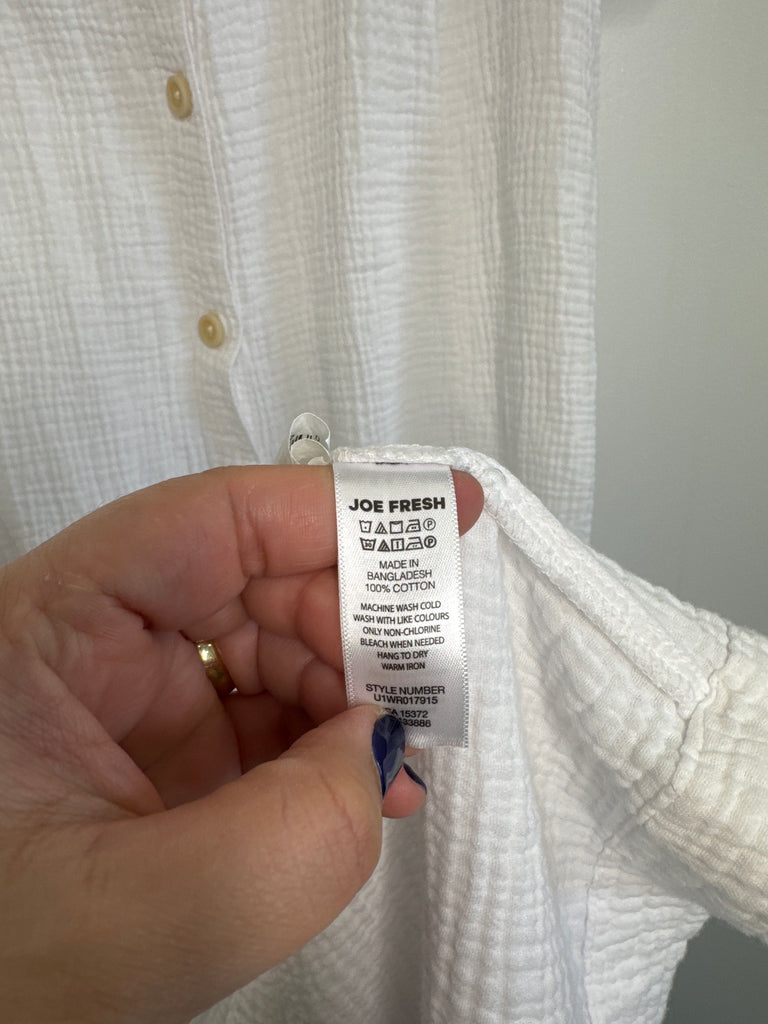 JOE FRESH
MADE IN
BANGLADESH
100% COTTON
MACHINE WASH COLD
WASH WITH LIKE COLOURS
ONLY NON-CHLORINE
BLEACH WHEN NEEDED
HANG TO DRY
WARM IRON
STYLE NUMBER
U1WR017915
15372